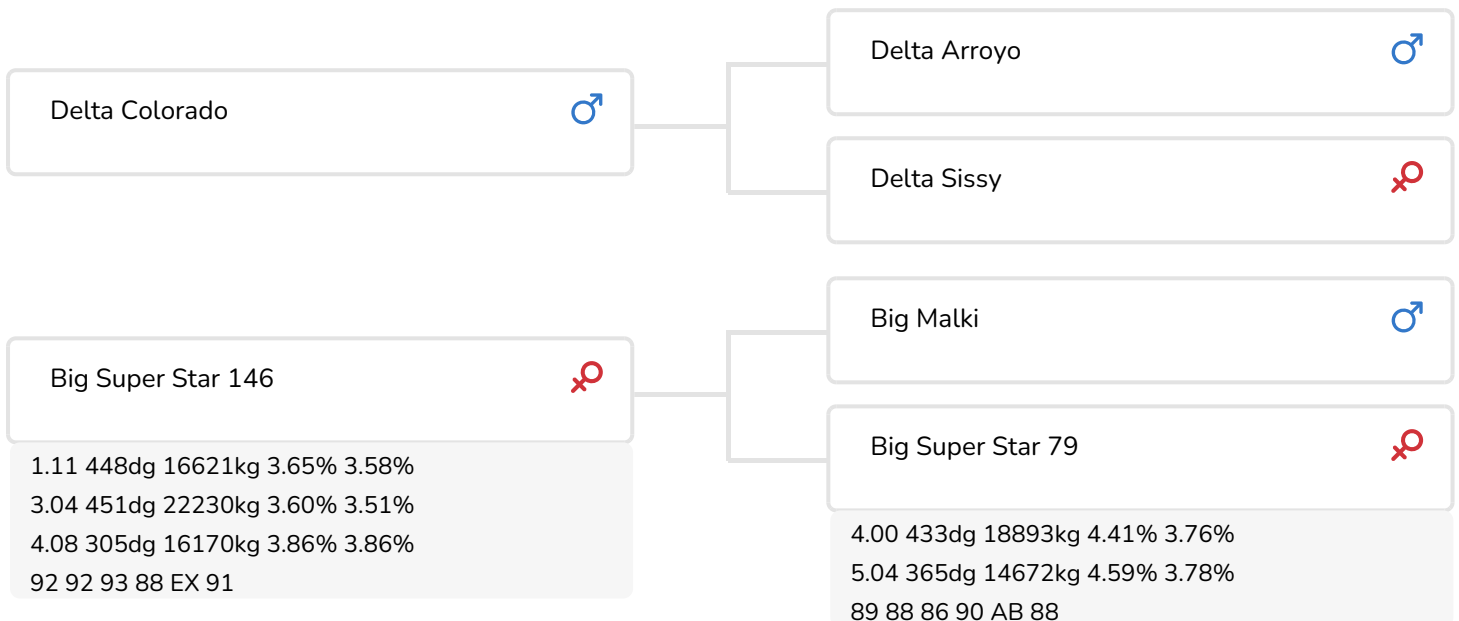 Delta Colorado
Delta Arroyo
Delta Sissy
Big Super Star 146
1.11 448dg 16621kg 3.65% 3.58%
3.04 451dg 22230kg 3.60% 3.51%
4.08 305dg 16170kg 3.86% 3.86%
92 92 93 88 EX 91
Big Malki
Big Super Star 79
4.00 433dg 18893kg 4.41% 3.76%
5.04 365dg 14672kg 4.59% 3.78%
89 88 86 90 AB 88